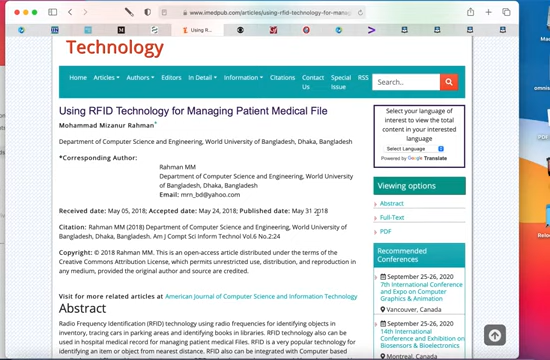 www.imedpub.com/articles/using-rfid-technology-for-manag
Using R...
Technology
Home Articles Authors Editors In Detail Information Citations Contact Us Special Issue RSS
Search...
Using RFID Technology for Managing Patient Medical File
Mohammad Mizanur Rahman*
Department of Computer Science and Engineering, World University of Bangladesh, Dhaka, Bangladesh
*Corresponding Author:
Rahman MM
Department of Computer Science and Engineering, World University
of Bangladesh, Dhaka, Bangladesh
Email: mrn_bd@yahoo.com
Received date: May 05, 2018; Accepted date: May 24, 2018; Published date: May 31 2018
Citation: Rahman MM (2018) Department of Computer Science and Engineering, World University of
Bangladesh, Dhaka, Bangladesh. Am J Compt Sci Inform Technol Vol.6 No.2:24
Copyright: © 2018 Rahman MM. This is an open-access article distributed under the terms of the
Creative Commons Attribution License, which permits unrestricted use, distribution, and reproduction in
any medium, provided the original author and source are credited.
Visit for more related articles at American Journal of Computer Science and Information Technology
Abstract
Radio Frequency Identification (RFID) technology using radio frequencies for identifying objects in
inventory, tracing cars in parking areas and identifying books in libraries. RFID technology also can be
used in hospital medical record for managing patient medical Files. RFID is a very popular technology for
identifying an item or object from nearest distance. RFID also can be integrated with Computer based
Select your language of
interest to view the total
content in your interested
language
Select Language
Powered by Google Translate
Viewing options
Abstract
Full-Text
PDF
Recommended
Conferences
September 25-26, 2020
7th International
Conference and Expo on Computer
Graphics & Animation
Vancouver, Canada
September 25-26, 2020
14th International
Conference and Exhibition on
Biosensors & Bioelectronics
Montreal, Canada